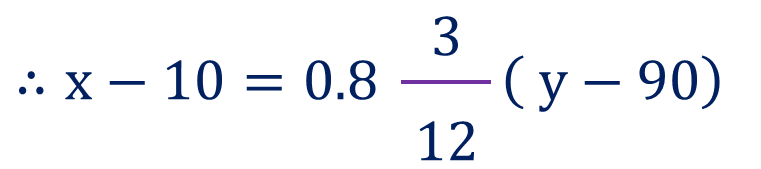 ∴ x − 10 = 0.8 3/12 ( y − 90)